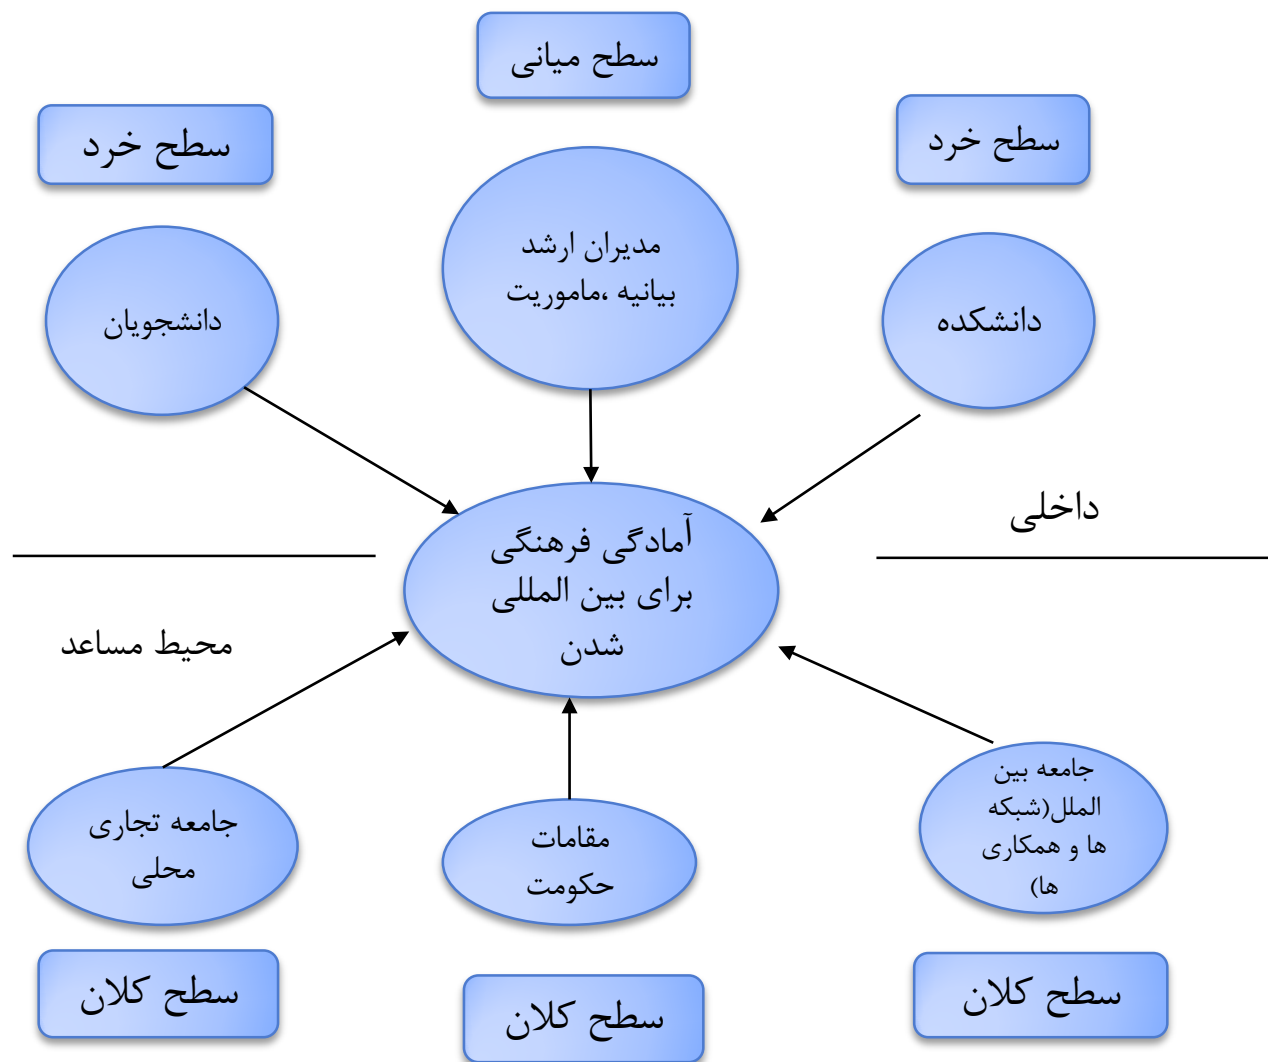 سطح میانی
سطح خرد
سطح خرد
مدیران ارشد
بیانیه ،ماموریت
دانشکده
دانشجویان
داخلی
آمادگی فرهنگی
برای بین المللی
شدن
محیط مساعد
جامعه بین
الملل(شبکه
ها و همکاری
ها)
مقامات
حکومت
جامعه تجاری
محلی
سطح کلان
سطح کلان
سطح کلان